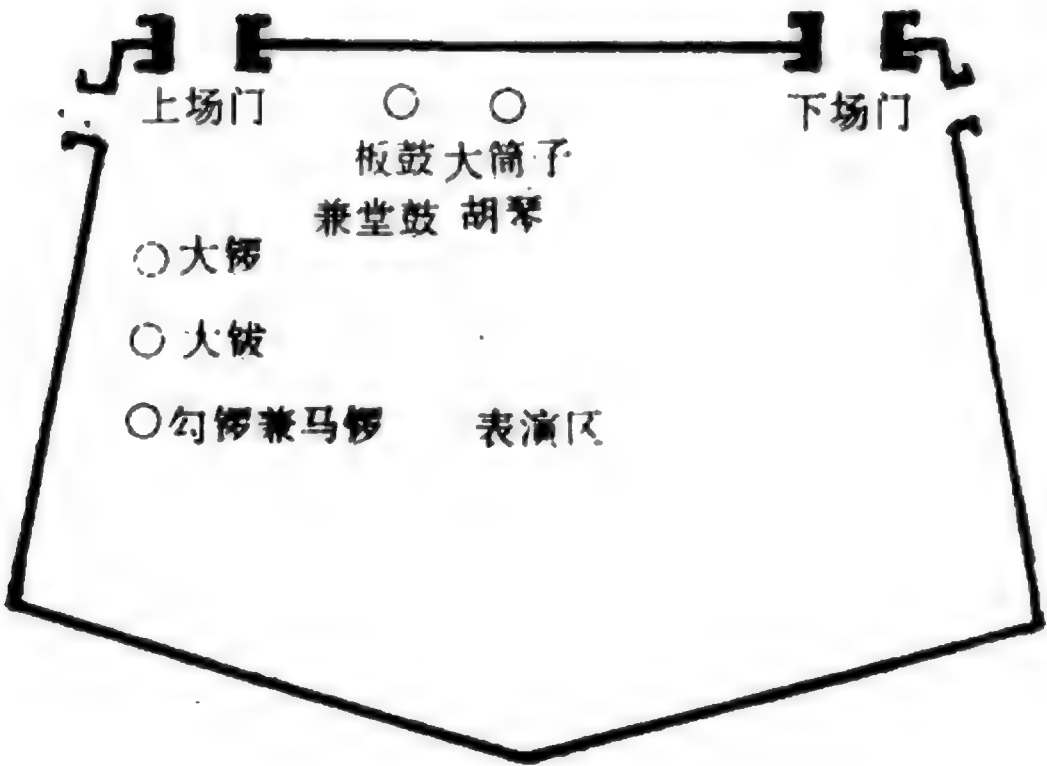 上场门
下场门
板鼓 大筒子
兼堂鼓 胡琴
大锣
大钹
勾锣兼马锣
表演区